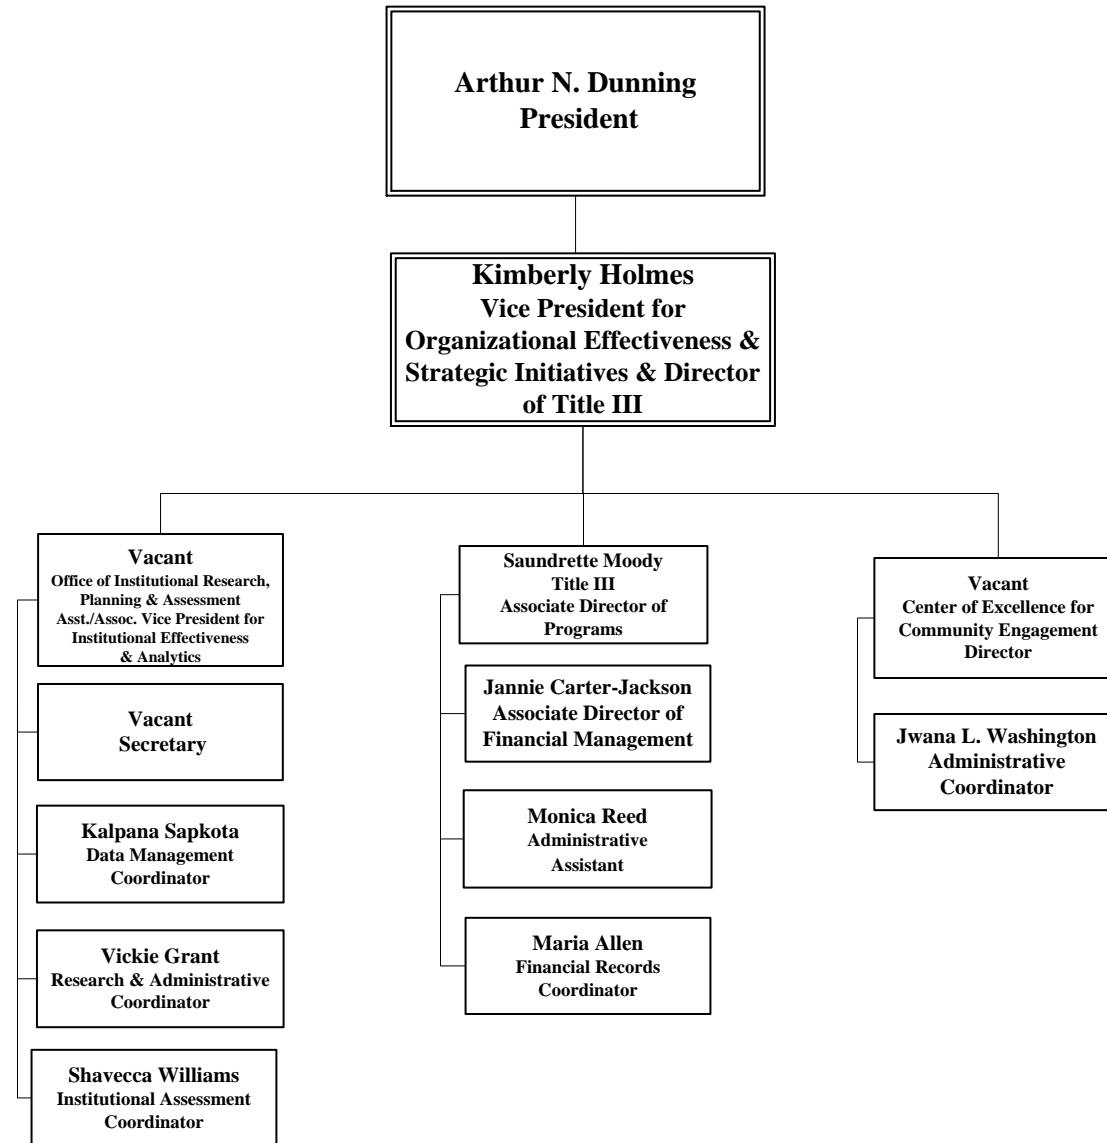 Arthur N. Dunning
President
Kimberly Holmes
Vice President for
Organizational Effectiveness &
Strategic Initiatives & Director
of Title III
Vacant
Office of Institutional Research,
Planning & Assessment
Asst./Assoc. Vice President for
Institutional Effectiveness
& Analytics
Vacant
Secretary
Kalpana Sapkota
Data Management
Coordinator
Vickie Grant
Research & Administrative
Coordinator
Shavecca Williams
Institutional Assessment
Coordinator
Saundrette Moody
Title III
Associate Director of
Programs
Jannie Carter-Jackson
Associate Director of
Financial Management
Monica Reed
Administrative
Assistant
Maria Allen
Financial Records
Coordinator
Vacant
Center of Excellence for
Community Engagement
Director
Jwana L. Washington
Administrative
Coordinator